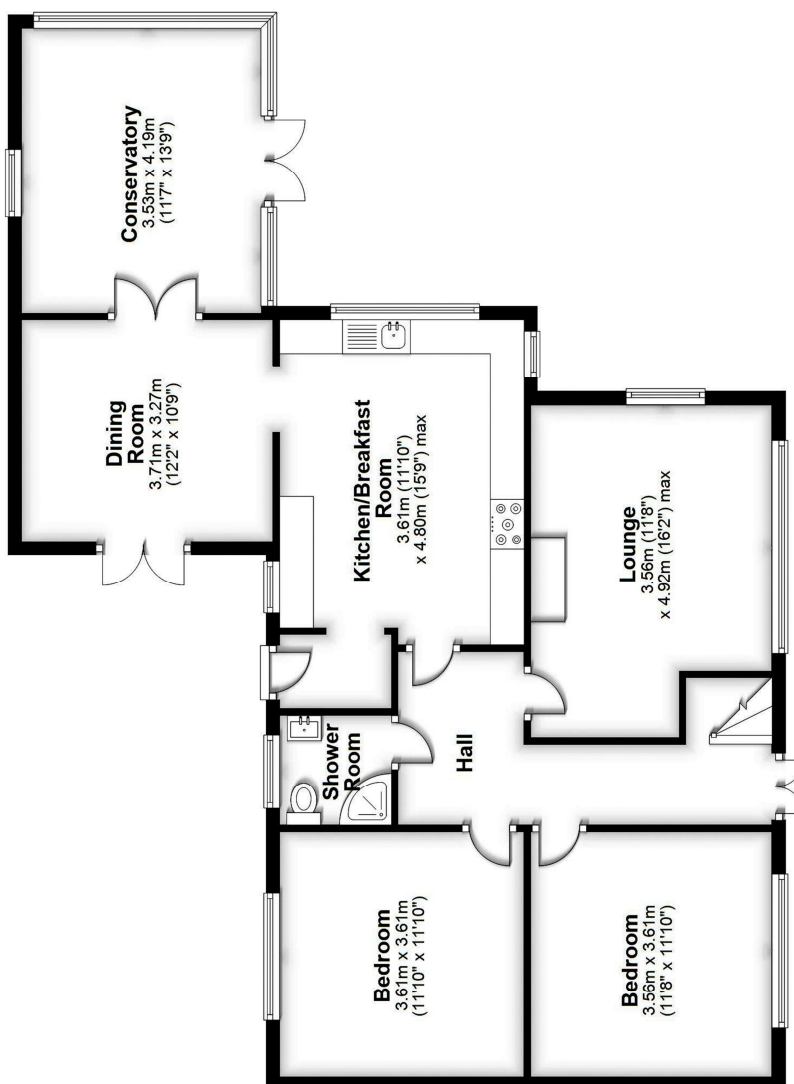 Conservatory
3.53m x 4.19m
(11'7" x 13'9")
Dining
Room
3.71m x 3.27m
(12'2" x 10'9")
Kitchen/Breakfast
Room
3.61m (11'10")
x 4.80m (15'9") max
Lounge
3.56m (11'8")
x 4.92m (16'2") max
Shower
Room
Hall
Bedroom
3.61m x 3.61m
(11'10" x 11'10")
Bedroom
3.56m x 3.61m
(11'8" x 11'10")